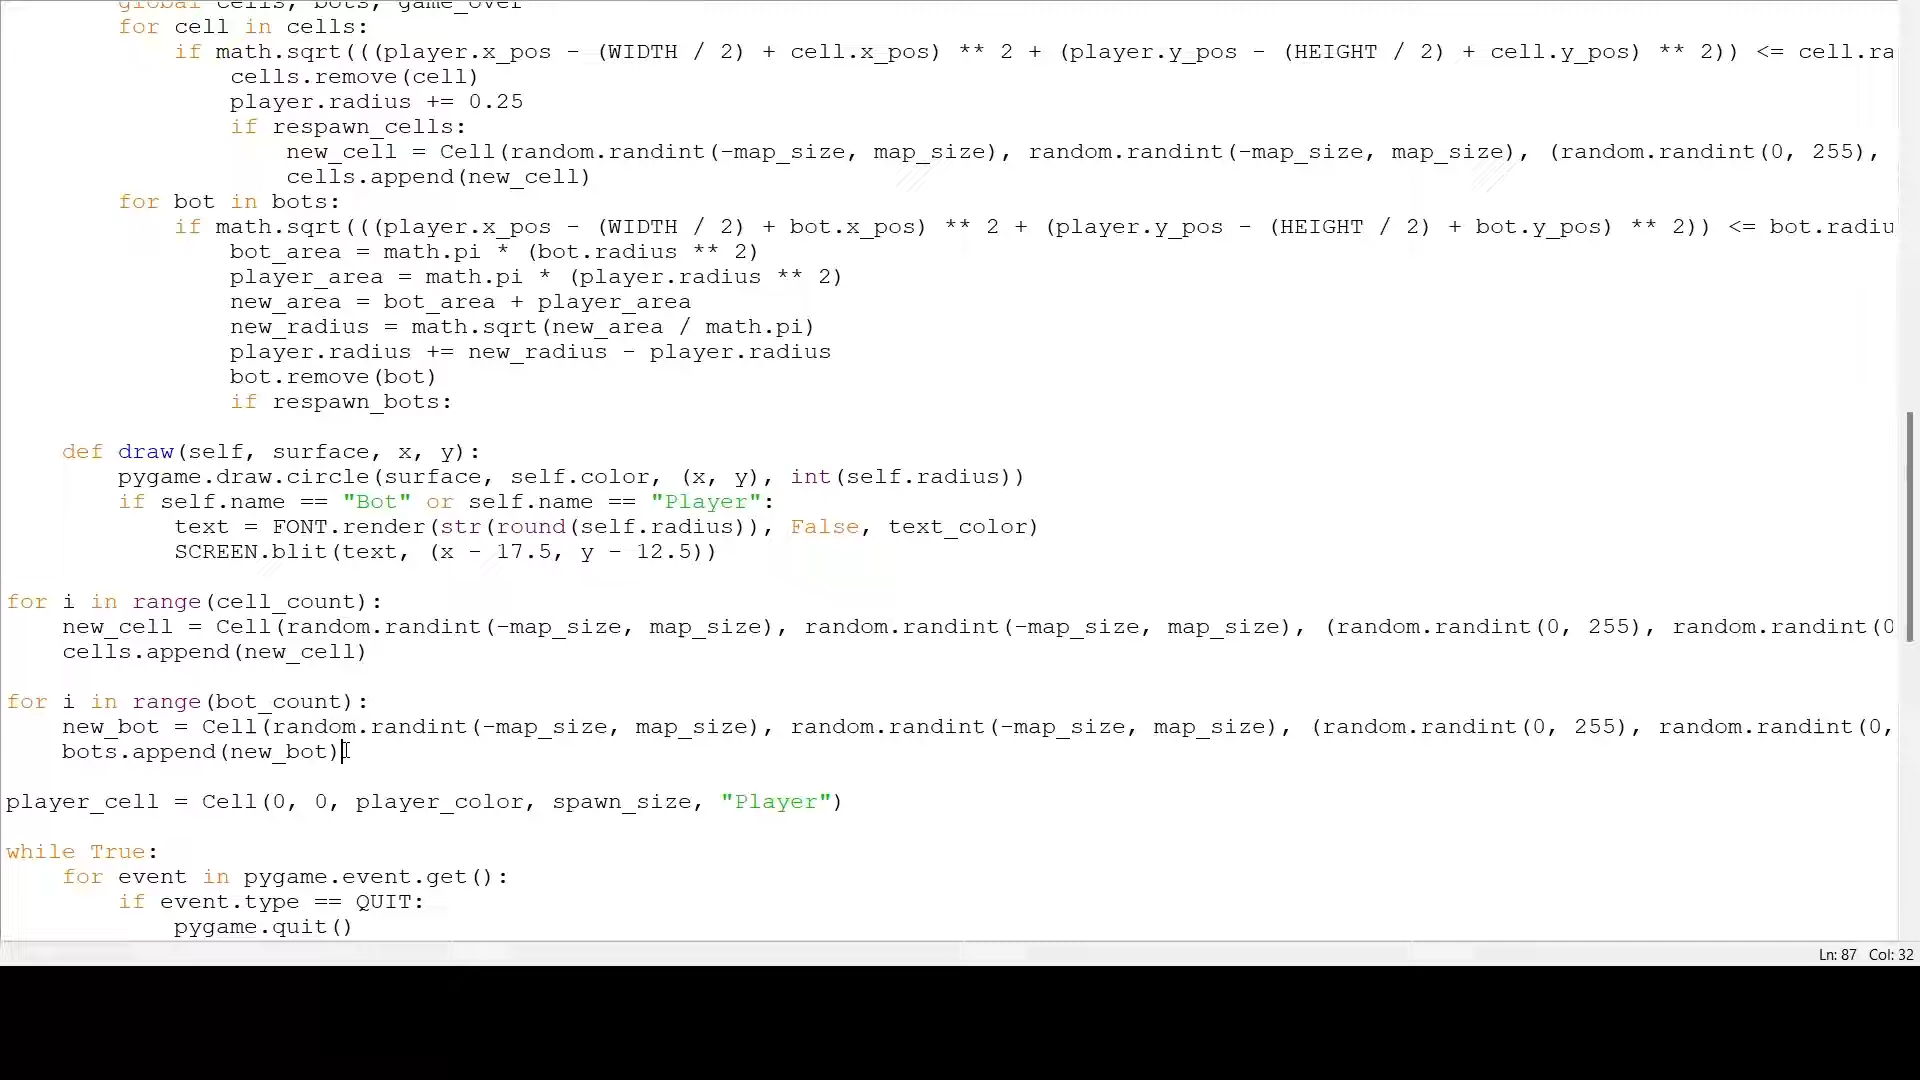 global cells, bots, game_over
for cell in cells:
if math.sqrt(((player.x_pos - (WIDTH / 2) + cell.x_pos) ** 2 + (player.y_pos - (HEIGHT / 2) + cell.y_pos) ** 2)) <= cell.ra
cells.remove(cell)
player.radius += 0.25
if respawn_cells:
new_cell = Cell(random.randint(-map_size, map_size), random.randint(-map_size, map_size), (random.randint(0, 255),
cells.append(new_cell)
for bot in bots:
if math.sqrt(((player.x_pos - (WIDTH / 2) + bot.x_pos) ** 2 + (player.y_pos - (HEIGHT / 2) + bot.y_pos) ** 2)) <= bot.radiu
bot_area = math.pi * (bot.radius ** 2)
player_area = math.pi * (player.radius ** 2)
new_area = bot_area + player_area
new_radius = math.sqrt(new_area / math.pi)
player.radius += new_radius - player.radius
bot.remove(bot)
if respawn_bots:
def draw(self, surface, x, y):
pygame.draw.circle(surface, self.color, (x, y), int(self.radius))
if self.name == "Bot" or self.name == "Player":
text = FONT.render(str(round(self.radius)), False, text_color)
SCREEN.blit(text, (x - 17.5, y - 12.5))
for i in range(cell_count):
new_cell = Cell(random.randint(-map_size, map_size), random.randint(-map_size, map_size), (random.randint(0, 255), random.randint(0
cells.append(new_cell)
for i in range(bot_count):
new_bot = Cell(random.randint(-map_size, map_size), random.randint(-map_size, map_size), (random.randint(0, 255), random.randint(0,
bots.append(new_bot)
player_cell = Cell(0, 0, player_color, spawn_size, "Player")
while True:
for event in pygame.event.get():
if event.type == QUIT:
pygame.quit()
Ln: 87 Col: 32